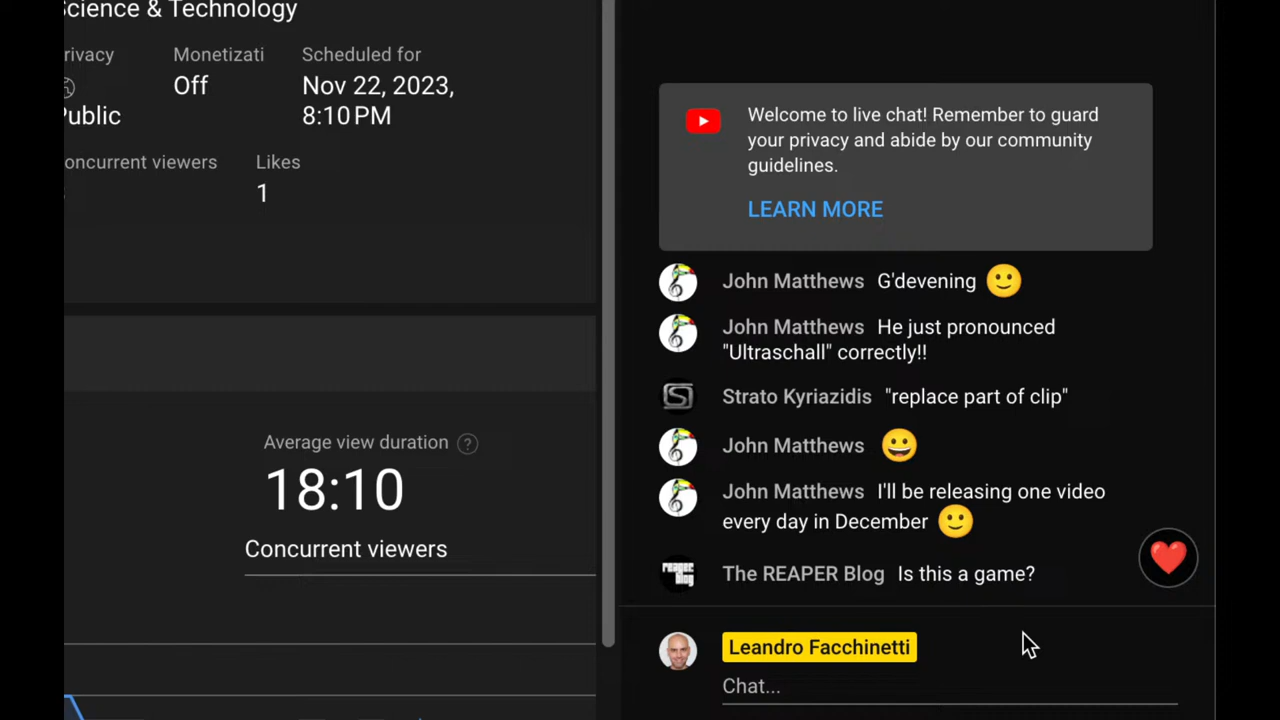 Science & Technology
rivacy
Monetizati
Scheduled for
Off
Nov 22, 2023,
8:10 PM
Public
oncurrent viewers
Likes
1
Average view duration ?
18:10
Concurrent viewers
Welcome to live chat! Remember to guard
your privacy and abide by our community
guidelines.
LEARN MORE
John Matthews G'devening 🙂
John Matthews He just pronounced
"Ultraschall" correctly!!
Strato Kyriazidis "replace part of clip"
John Matthews 😀
John Matthews I'll be releasing one video
every day in December 🙂
reaper blog
The REAPER Blog Is this a game?
Leandro Facchinetti
Chat...